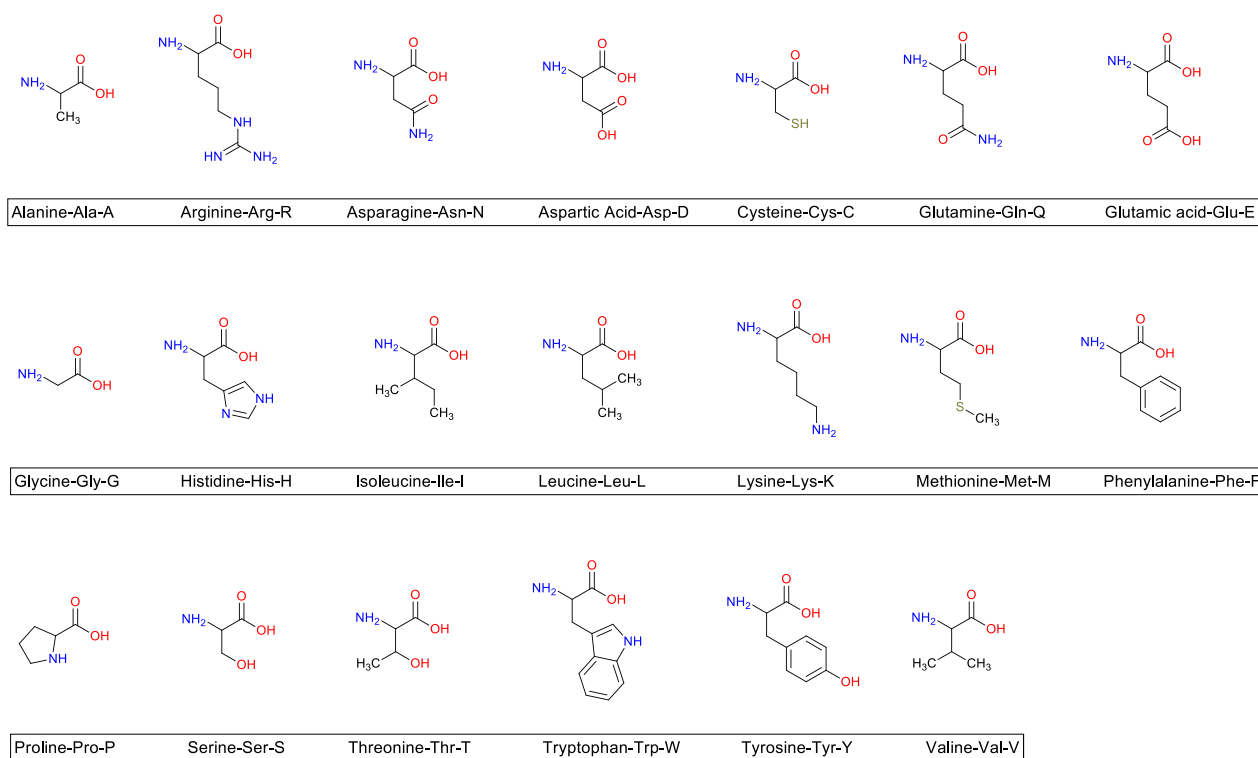 O
NH₂
OH
CH₃
O
NH₂
OH
NH
NH
NH₂
O
NH₂
OH
O
NH₂
O
NH₂
OH
O
OH
O
NH₂
OH
SH
O
NH₂
OH
O
NH₂
O
NH₂
OH
O
OH
Alanine-Ala-A Arginine-Arg-R Asparagine-Asn-N Aspartic Acid-Asp-D Cysteine-Cys-C Glutamine-Gln-Q Glutamic acid-Glu-E
O
NH₂
OH
O
NH₂
OH
NH
N
O
NH₂
OH
H₃C
CH₃
O
NH₂
OH
CH₃
CH₃
O
NH₂
OH
NH₂
O
NH₂
OH
S
CH₃
O
NH₂
OH
Glycine-Gly-G Histidine-His-H Isoleucine-Ile-I Leucine-Leu-L Lysine-Lys-K Methionine-Met-M Phenylalanine-Phe-F
O
OH
NH
O
NH₂
OH
OH
O
NH₂
OH
H₃C
OH
O
NH₂
OH
NH
O
NH₂
OH
OH
O
NH₂
OH
H₃C
CH₃
Proline-Pro-P Serine-Ser-S Threonine-Thr-T Tryptophan-Trp-W Tyrosine-Tyr-Y Valine-Val-V